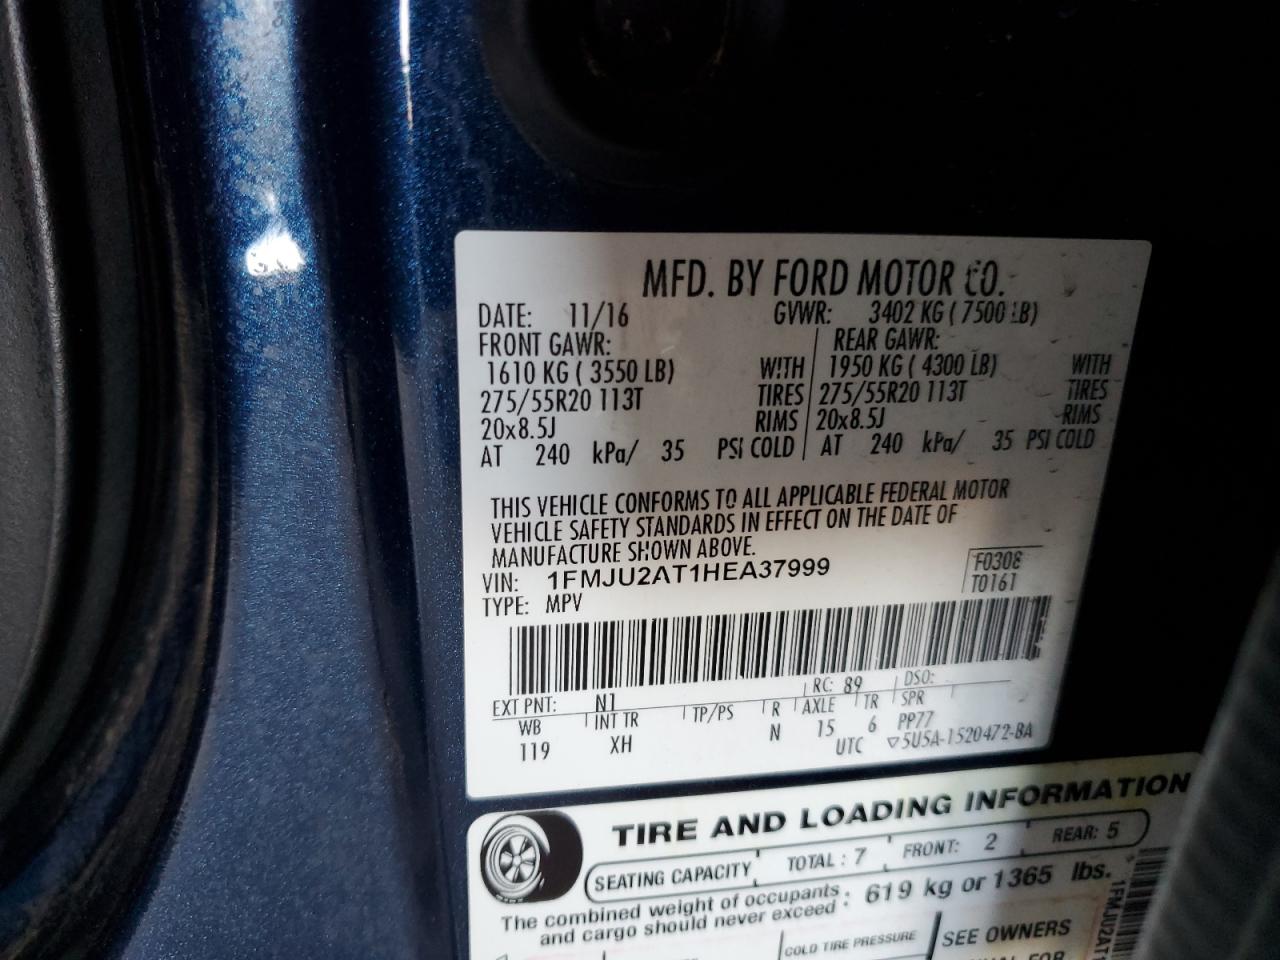 MFD. BY FORD MOTOR CO.
DATE: 11/16 GVWR: 3402 KG ( 7500 LB)
FRONT GAWR: REAR GAWR:
1610 KG ( 3550 LB) WITH 1950 KG ( 4300 LB) WITH
275/55R20 113T TIRES 275/55R20 113T TIRES
20x8.5J RIMS 20x8.5J RIMS
AT 240 kPa/ 35 PSI COLD AT 240 kPa/ 35 PSI COLD
THIS VEHICLE CONFORMS TO ALL APPLICABLE FEDERAL MOTOR
VEHICLE SAFETY STANDARDS IN EFFECT ON THE DATE OF
MANUFACTURE SHOWN ABOVE.
VIN: 1FMJU2AT1HEA37999 F0308
TYPE: MPV T0161
EXT PNT: N1 RC: 89 DSO:
WB INT TR TP/PS R AXLE TR SPR
119 XH N 15 6 PP77
UTC ▽5U5A-1520472-BA
TIRE AND LOADING INFORMATION
SEATING CAPACITY TOTAL : 7 FRONT: 2 REAR: 5
The combined weight of occupants
and cargo should never exceed : 619 kg or 1365 lbs.
COLD TIRE PRESSURE SEE OWNERS
FOR
1FMJU2AT1